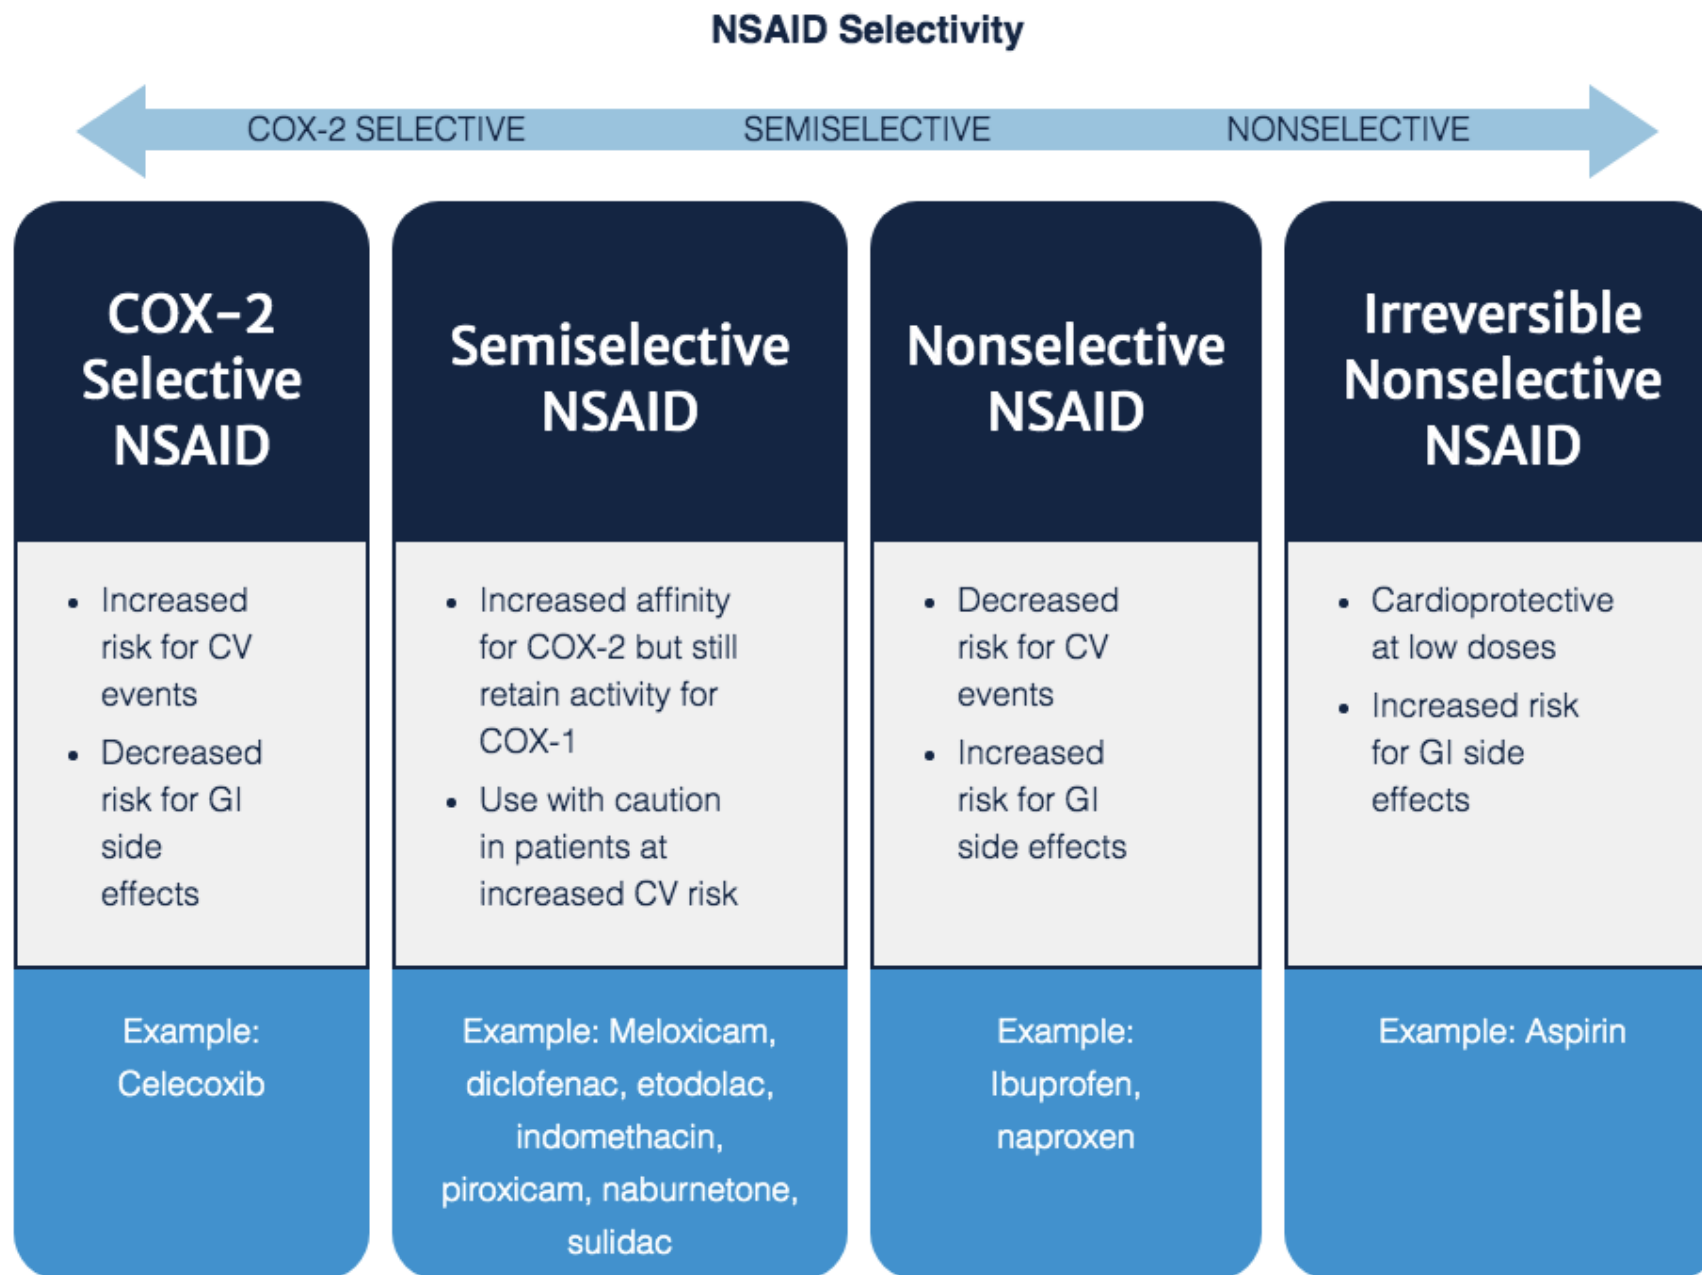 NSAID Selectivity
COX-2 SELECTIVE
SEMISELECTIVE
NONSELECTIVE
COX-2
Selective
NSAID
• Increased
risk for CV
events
• Decreased
risk for GI
side
effects
Example:
Celecoxib
Semiselective
NSAID
• Increased affinity
for COX-2 but still
retain activity for
COX-1
• Use with caution
in patients at
increased CV risk
Example: Meloxicam,
diclofenac, etodolac,
indomethacin,
piroxicam, naburnetone,
sulidac
Nonselective
NSAID
• Decreased
risk for CV
events
• Increased
risk for GI
side effects
Example:
Ibuprofen,
naproxen
Irreversible
Nonselective
NSAID
• Cardioprotective
at low doses
• Increased risk
for GI side
effects
Example: Aspirin